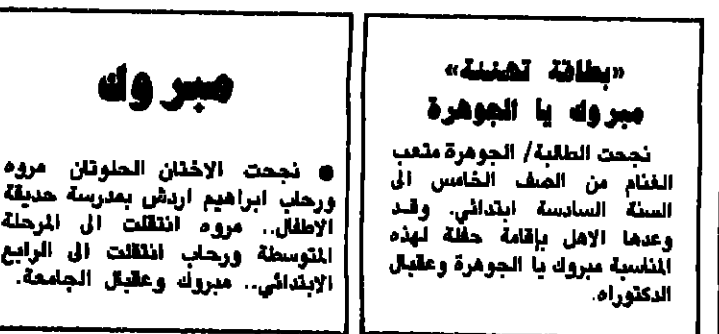 «بطاقة تهنئة»
مبروك يا الجوهرة
نجحت الطالبة/ الجوهرة متعب
الغنام من الصف الخامس الى
السنة السادسة ابتدائي. وقد
وعدها الاهل بإقامة حفلة لهذه
المناسبة مبروك يا الجوهرة وعقبال
الدكتوراه.
مبروك
● نجحت الاختان الحلوتان مروه
ورحاب ابراهيم اردش بمدرسة حديقة
الاطفال.. مروه انتقلت الى المرحلة
المتوسطة ورحاب انتقلت الى الرابع
الابتدائي.. مبروك وعقبال الجامعة.